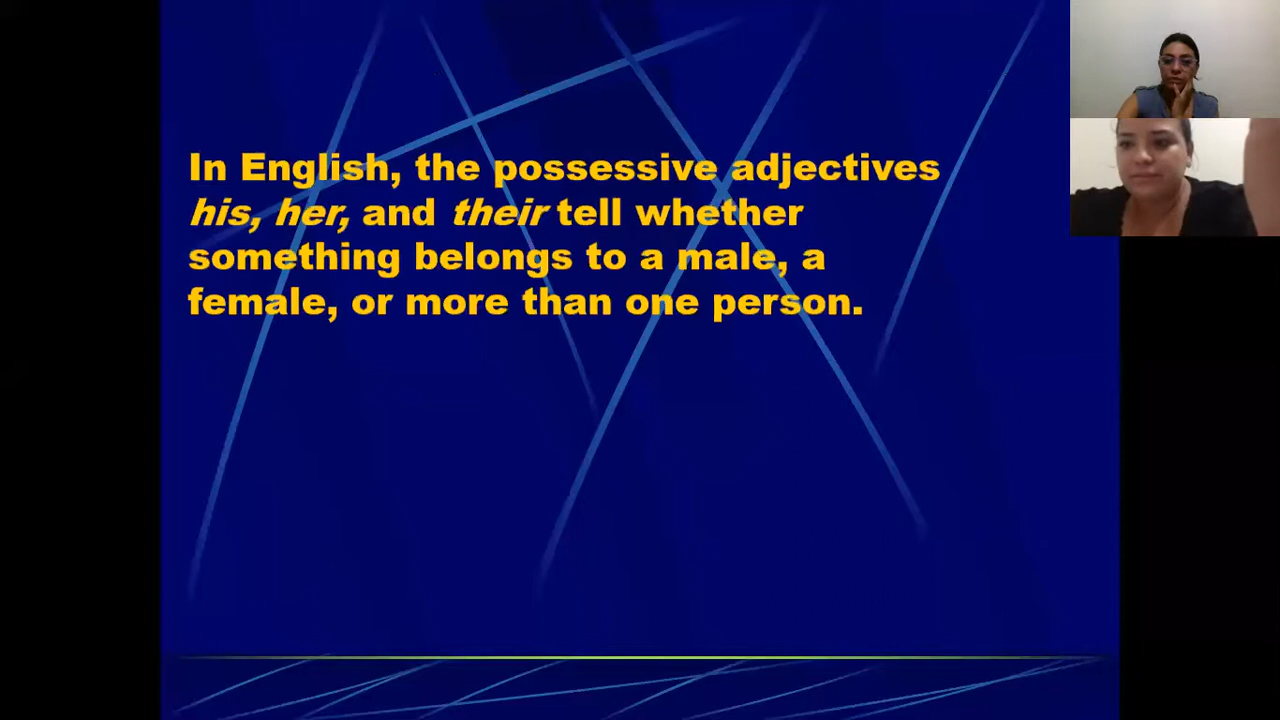 In English, the possessive adjectives
his, her, and their tell whether
something belongs to a male, a
female, or more than one person.